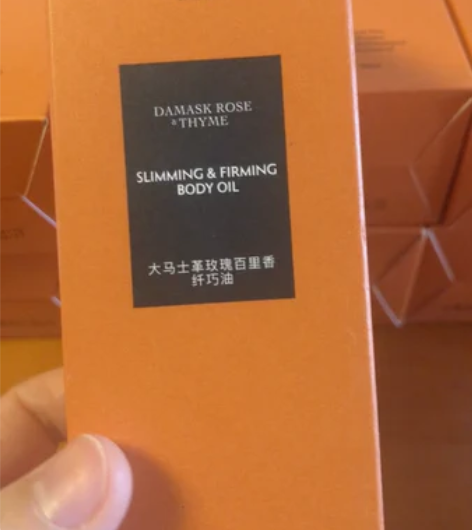 DAMASK ROSE
& THYME
SLIMMING & FIRMING
BODY OIL
大马士革玫瑰百里香
纤巧油